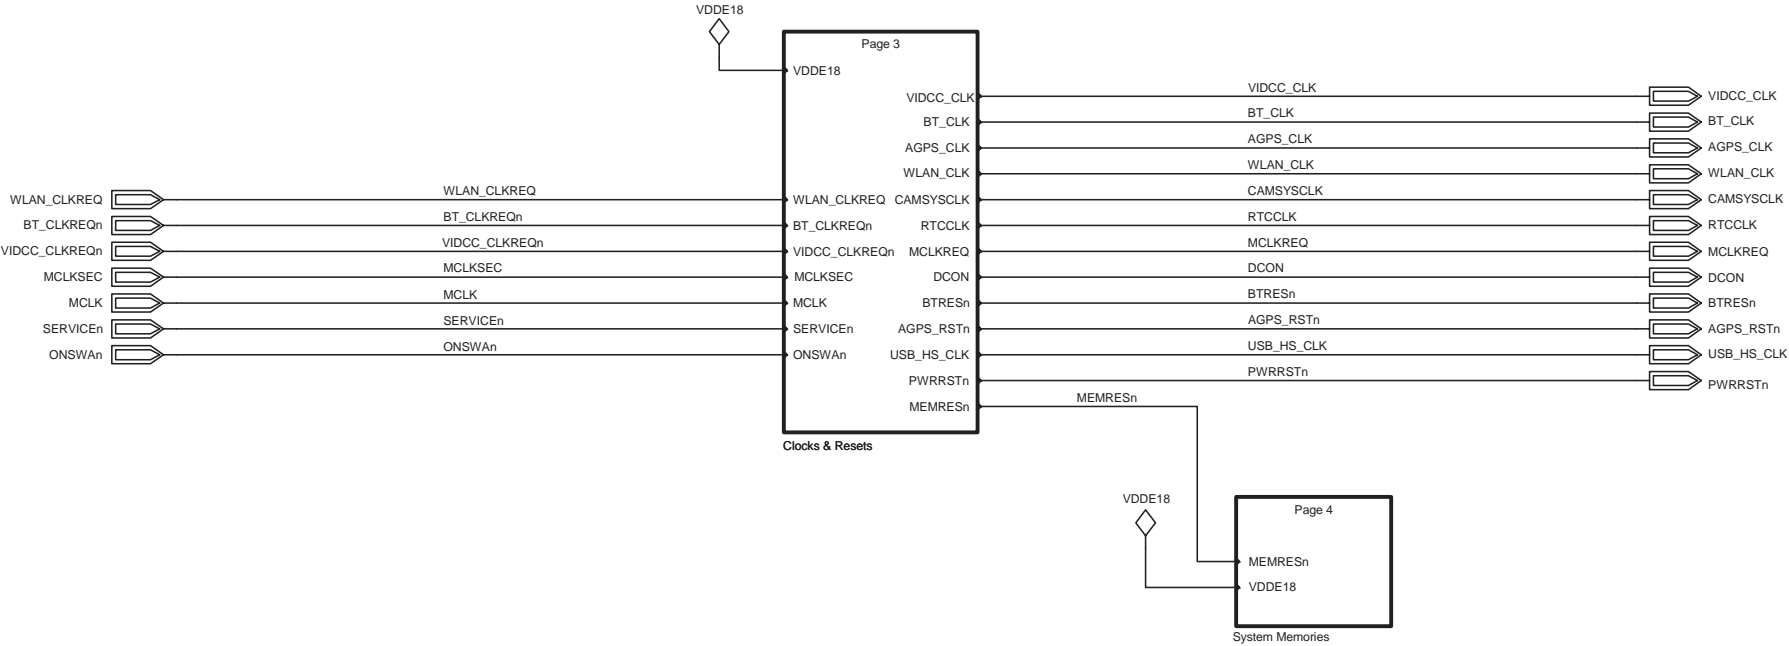 VDDE18
Page 3
VDDE18
VIDCC_CLK VIDCC_CLK VIDCC_CLK
BT_CLK BT_CLK BT_CLK
AGPS_CLK AGPS_CLK AGPS_CLK
WLAN_CLK WLAN_CLK WLAN_CLK
WLAN_CLKREQ WLAN_CLKREQ WLAN_CLKREQ CAMSYSCLK CAMSYSCLK CAMSYSCLK
BT_CLKREQn BT_CLKREQn BT_CLKREQn RTCCLK RTCCLK RTCCLK
VIDCC_CLKREQn VIDCC_CLKREQn VIDCC_CLKREQn MCLKREQ MCLKREQ MCLKREQ
MCLKSEC MCLKSEC MCLKSEC DCON DCON DCON
MCLK MCLK MCLK BTRESn BTRESn BTRESn
SERVICEn SERVICEn SERVICEn AGPS_RSTn AGPS_RSTn AGPS_RSTn
ONSWAn ONSWAn ONSWAn USB_HS_CLK USB_HS_CLK USB_HS_CLK
PWRRSTn PWRRSTn PWRRSTn
MEMRESn MEMRESn
Clocks & Resets
VDDE18
Page 4
MEMRESn
VDDE18
System Memories